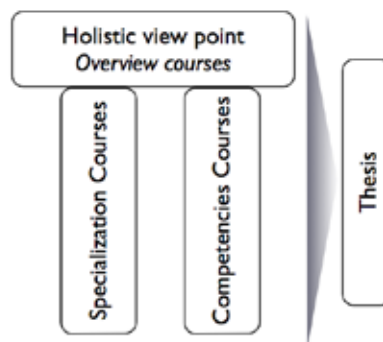 Holistic view point
Overview courses
Specialization Courses
Competencies Courses
Thesis